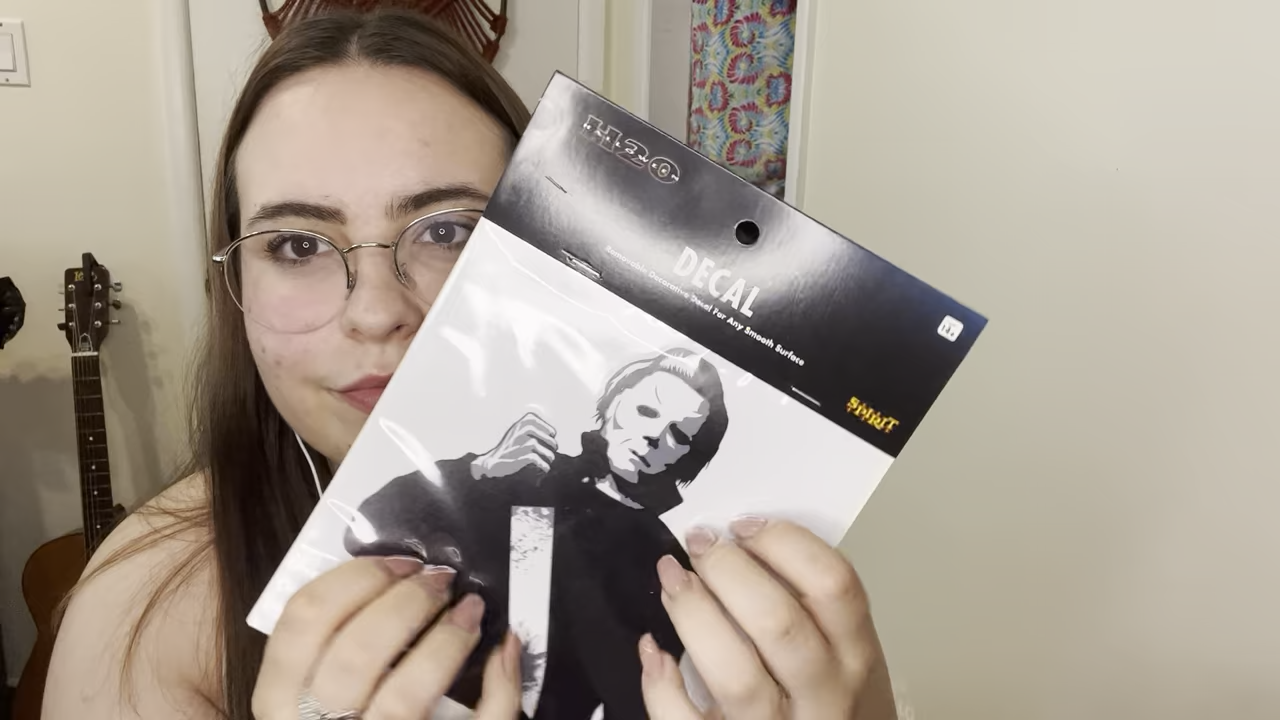 H20
DECAL
Removable Decorative Decal For Any Smooth Surface
SPIRIT